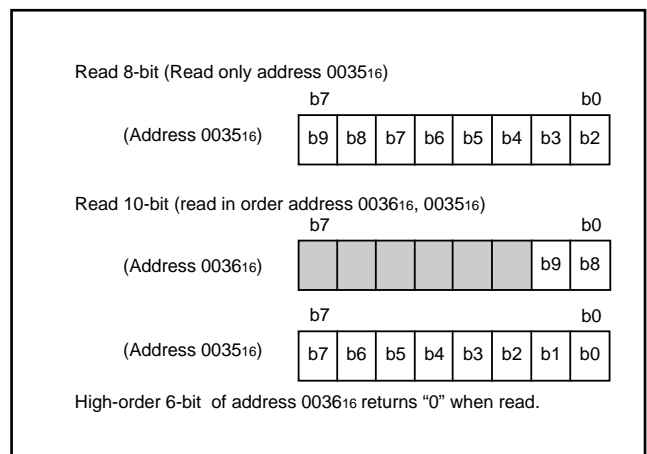 Read 8-bit (Read only address 003516)
b7 b0
(Address 003516) b9 b8 b7 b6 b5 b4 b3 b2
Read 10-bit (read in order address 003616, 003516)
b7 b0
(Address 003616) b9 b8
b7 b0
(Address 003516) b7 b6 b5 b4 b3 b2 b1 b0
High-order 6-bit of address 003616 returns “0” when read.